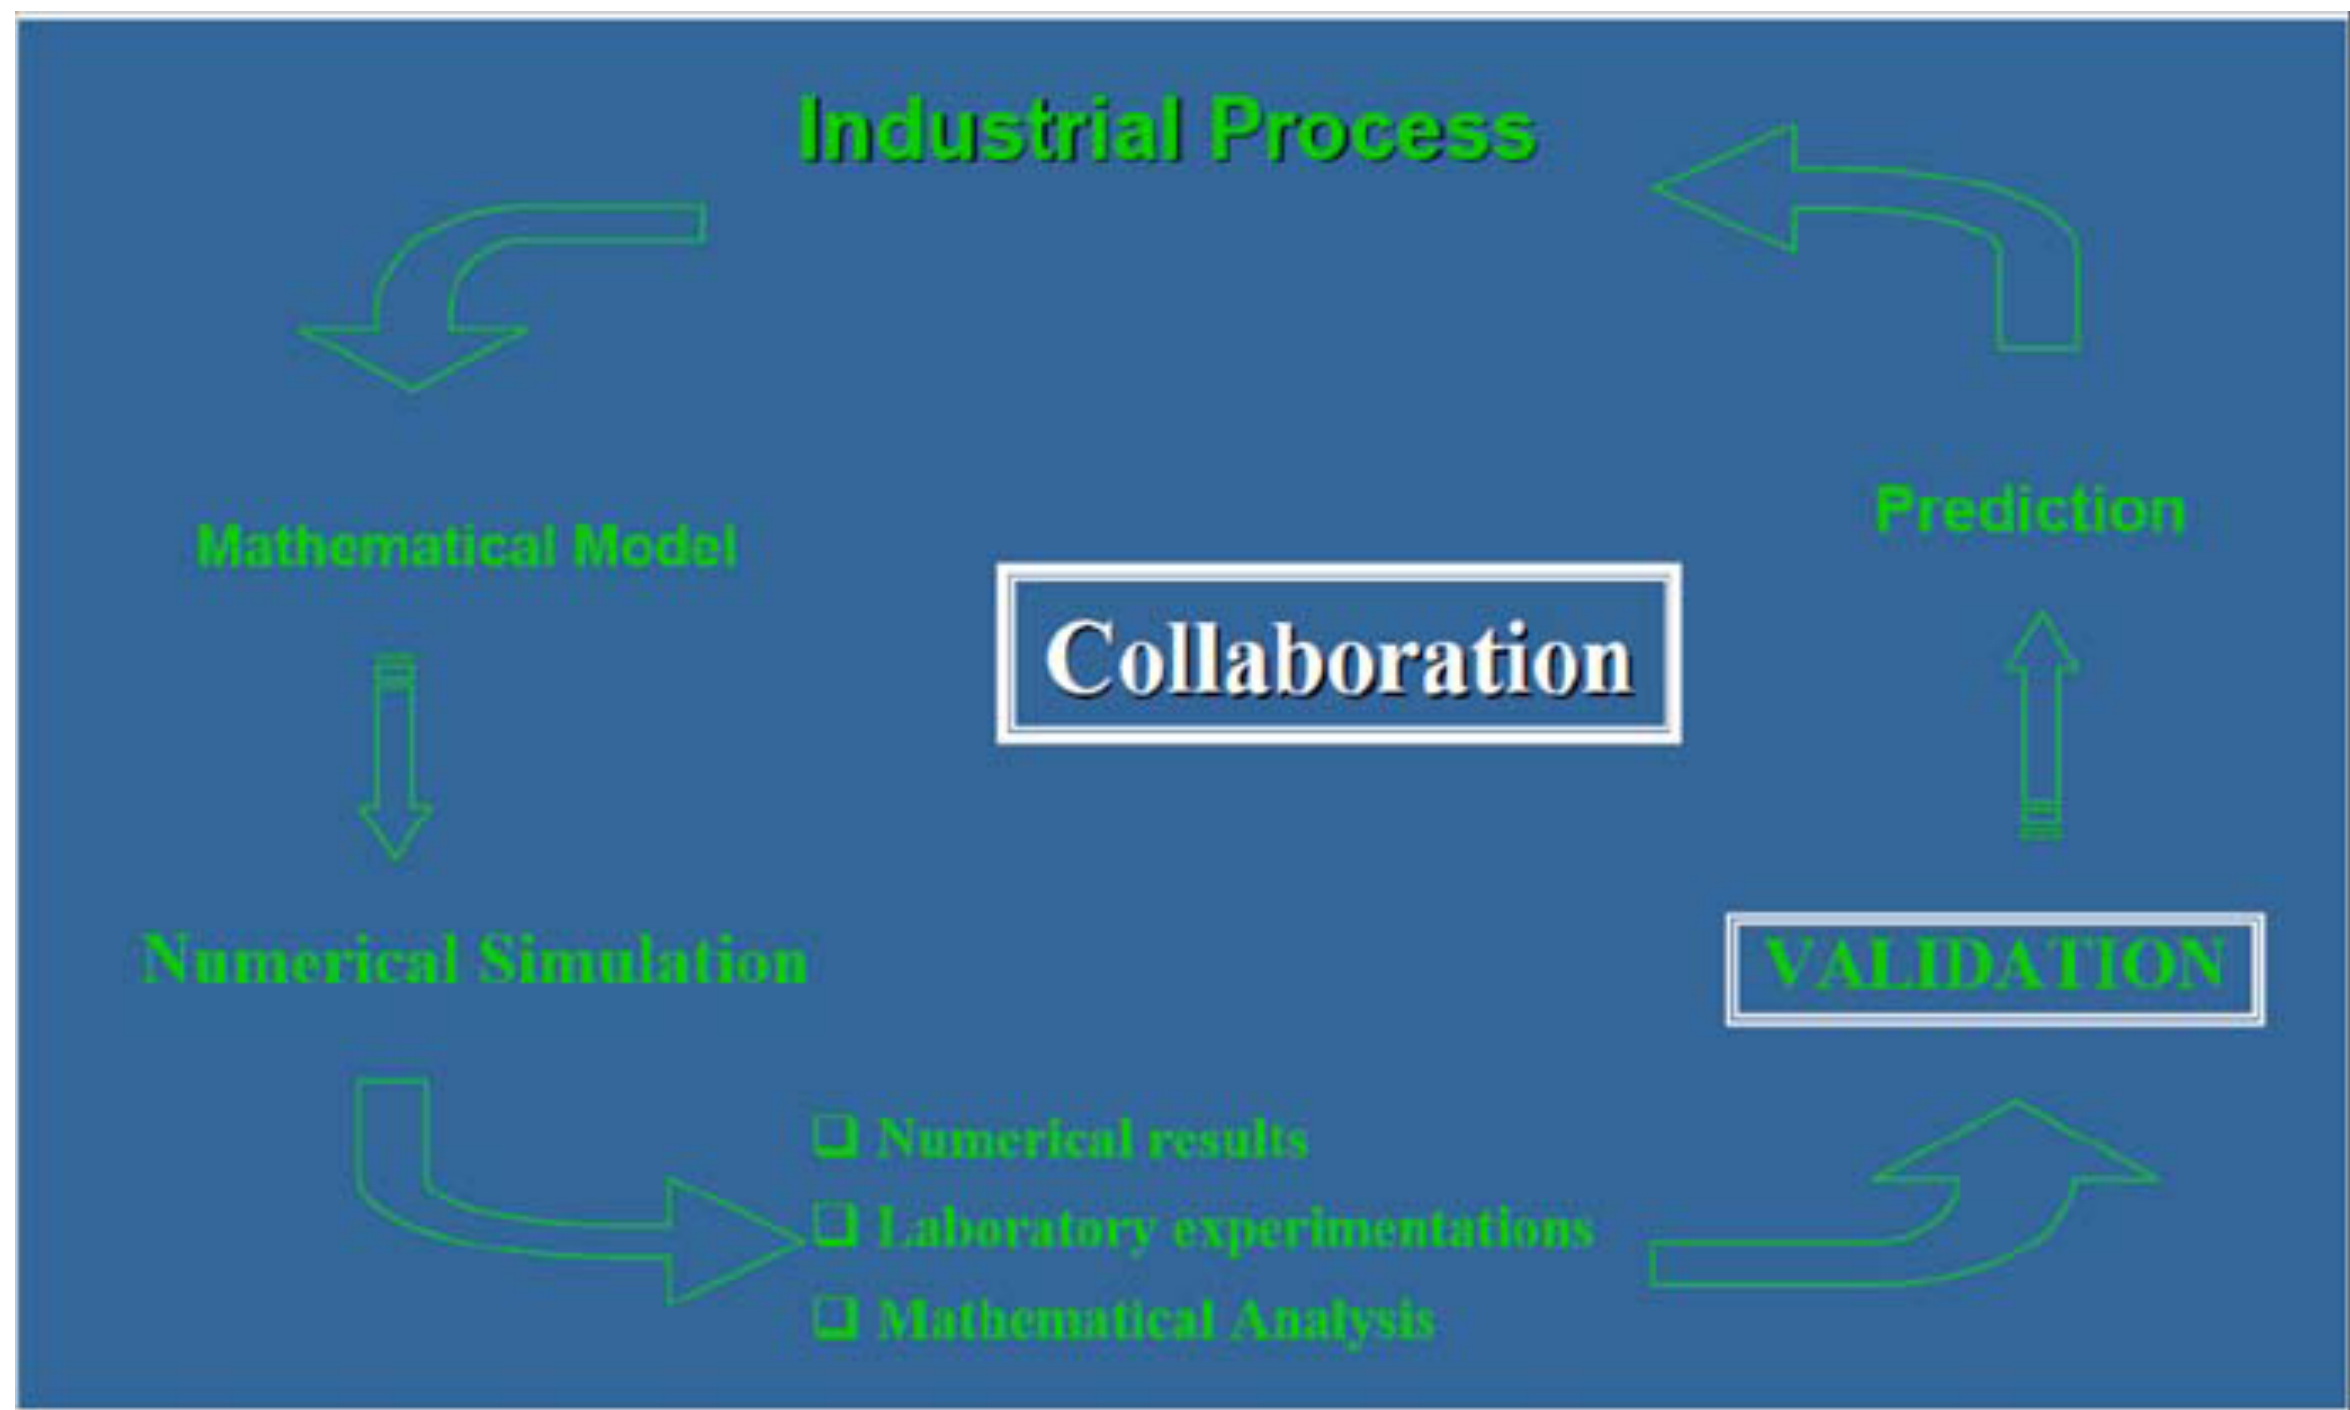 Industrial Process
Mathematical Model
Prediction
Collaboration
Numerical Simulation
VALIDATION
Numerical results
Laboratory experimentations
Mathematical Analysis